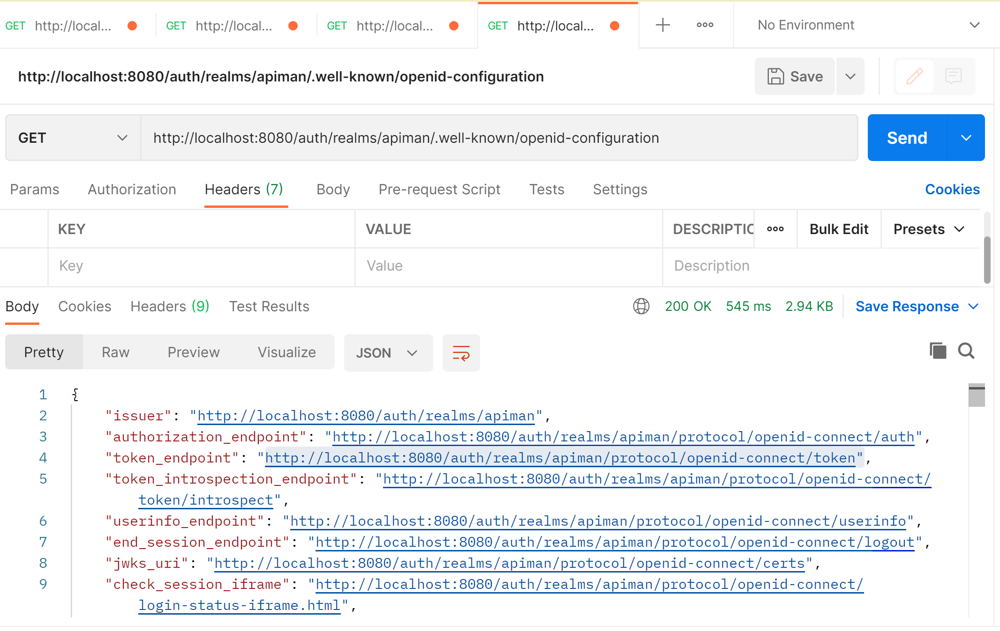 GET http://local... GET http://local... GET http://local... GET http://local... No Environment
http://localhost:8080/auth/realms/apiman/.well-known/openid-configuration Save
GET http://localhost:8080/auth/realms/apiman/.well-known/openid-configuration Send
Params Authorization Headers (7) Body Pre-request Script Tests Settings Cookies
KEY VALUE DESCRIPTIO Bulk Edit Presets
Key Value Description
Body Cookies Headers (9) Test Results 200 OK 545 ms 2.94 KB Save Response
Pretty Raw Preview Visualize JSON
1 {
2 "issuer": "http://localhost:8080/auth/realms/apiman",
3 "authorization_endpoint": "http://localhost:8080/auth/realms/apiman/protocol/openid-connect/auth",
4 "token_endpoint": "http://localhost:8080/auth/realms/apiman/protocol/openid-connect/token",
5 "token_introspection_endpoint": "http://localhost:8080/auth/realms/apiman/protocol/openid-connect/
token/introspect",
6 "userinfo_endpoint": "http://localhost:8080/auth/realms/apiman/protocol/openid-connect/userinfo",
7 "end_session_endpoint": "http://localhost:8080/auth/realms/apiman/protocol/openid-connect/logout",
8 "jwks_uri": "http://localhost:8080/auth/realms/apiman/protocol/openid-connect/certs",
9 "check_session_iframe": "http://localhost:8080/auth/realms/apiman/protocol/openid-connect/
login-status-iframe.html",